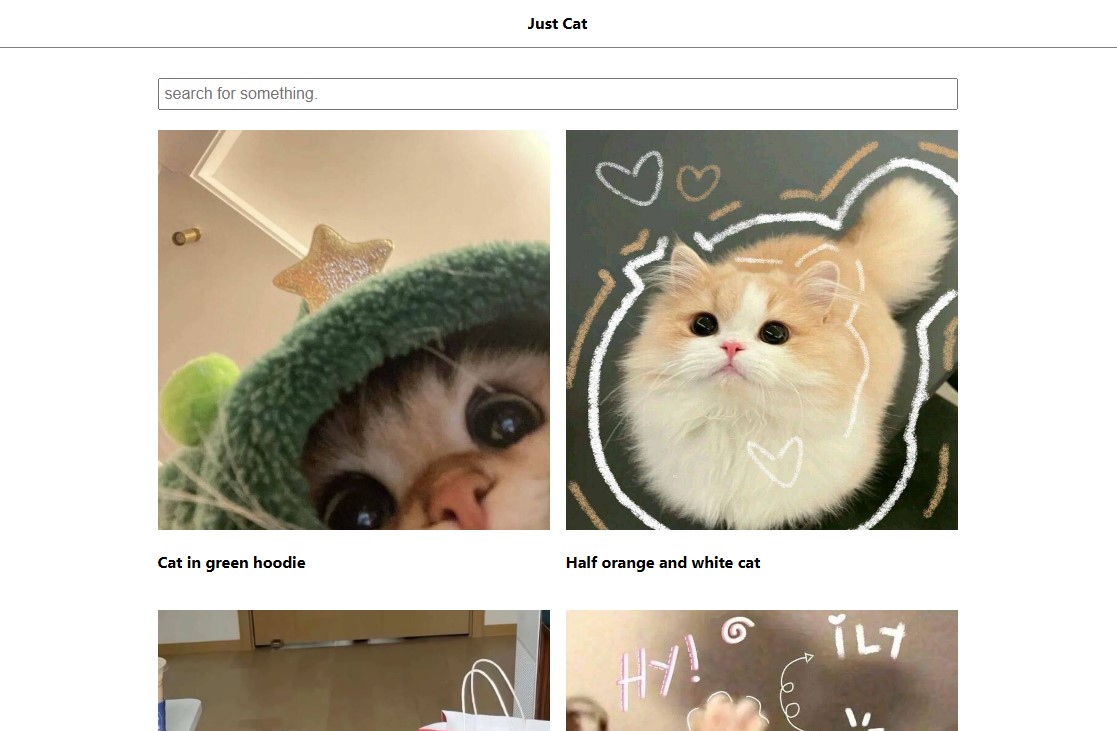 Just Cat
search for something.
Cat in green hoodie
Half orange and white cat
HY!
iLY